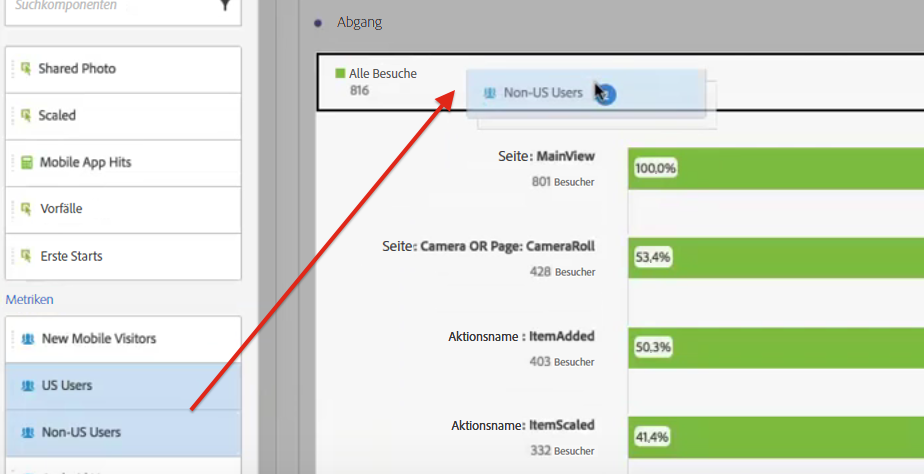 Suchkomponenten
Shared Photo
Scaled
Mobile App Hits
Vorfälle
Erste Starts
Metriken
New Mobile Visitors
US Users
Non-US Users
Abgang
Alle Besuche
816
Non-US Users
2
Seite: MainView
801 Besucher
100,0%
Seite: Camera OR Page: CameraRoll
428 Besucher
53,4%
Aktionsname : ItemAdded
403 Besucher
50,3%
Aktionsname: ItemScaled
332 Besucher
41,4%